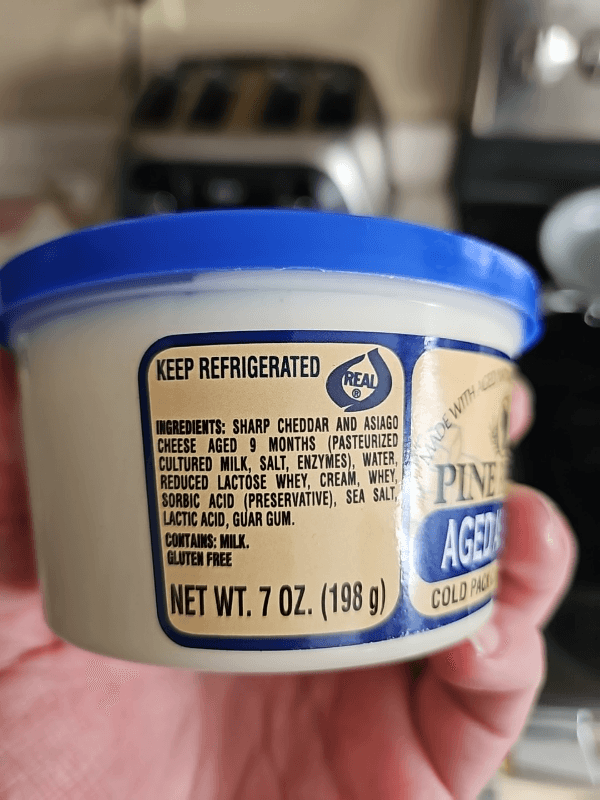 KEEP REFRIGERATED
REAL
®
INGREDIENTS: SHARP CHEDDAR AND ASIAGO
CHEESE AGED 9 MONTHS (PASTEURIZED
CULTURED MILK, SALT, ENZYMES), WATER,
REDUCED LACTOSE WHEY, CREAM, WHEY,
SORBIC ACID (PRESERVATIVE), SEA SALT,
LACTIC ACID, GUAR GUM.
CONTAINS: MILK.
GLUTEN FREE
NET WT. 7 OZ. (198 g)
MADE WITH
PINE
AGED
COLD